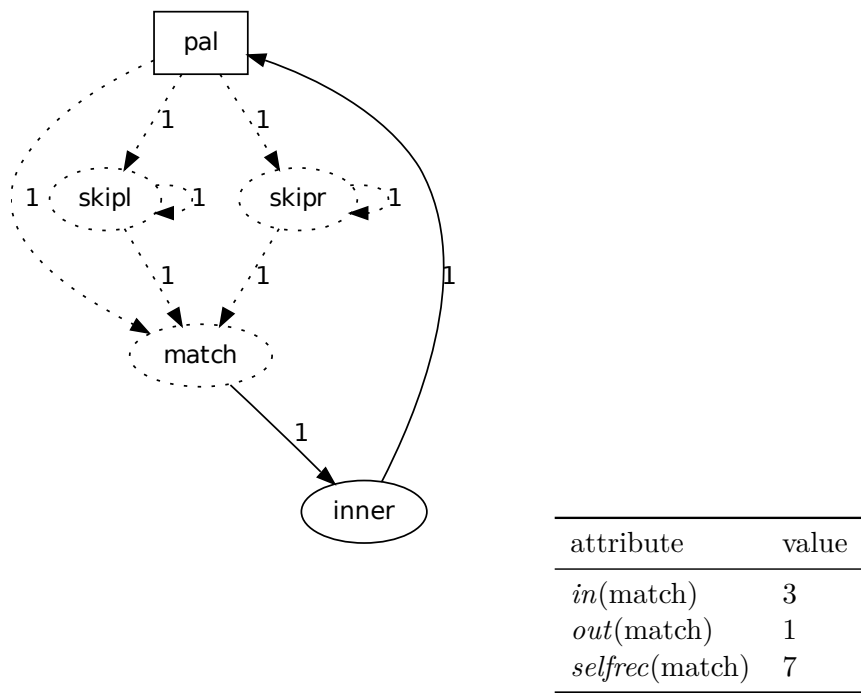 pal
1
1
1
skipl
1
skipr
1
1
1
1
match
1
inner
attribute value
in(match) 3
out(match) 1
selfrec(match) 7